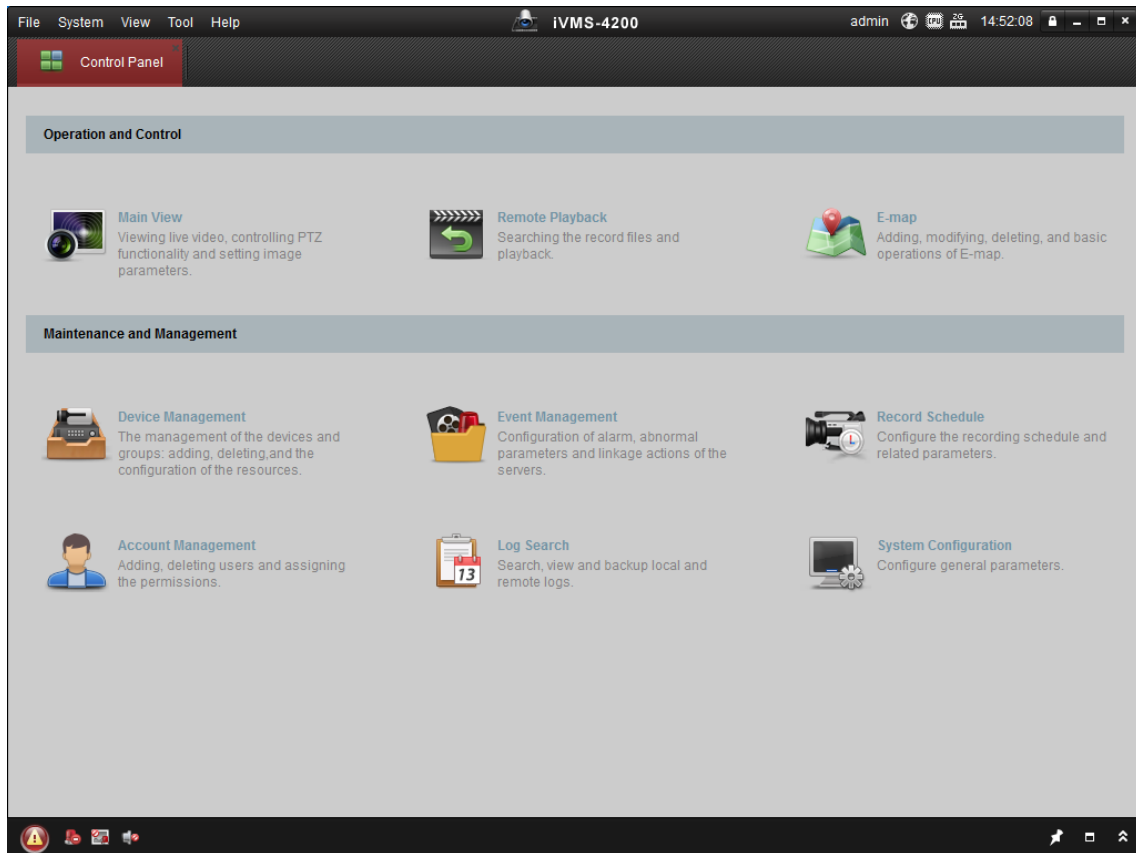 File System View Tool Help iVMS-4200 admin CPU 2G 14:52:08
Control Panel
Operation and Control
Main View
Viewing live video, controlling PTZ
functionality and setting image
parameters.
Remote Playback
Searching the record files and
playback.
E-map
Adding, modifying, deleting, and basic
operations of E-map.
Maintenance and Management
Device Management
The management of the devices and
groups: adding, deleting,and the
configuration of the resources.
Event Management
Configuration of alarm, abnormal
parameters and linkage actions of the
servers.
Record Schedule
Configure the recording schedule and
related parameters.
Account Management
Adding, deleting users and assigning
the permissions.
13
Log Search
Search, view and backup local and
remote logs.
System Configuration
Configure general parameters.